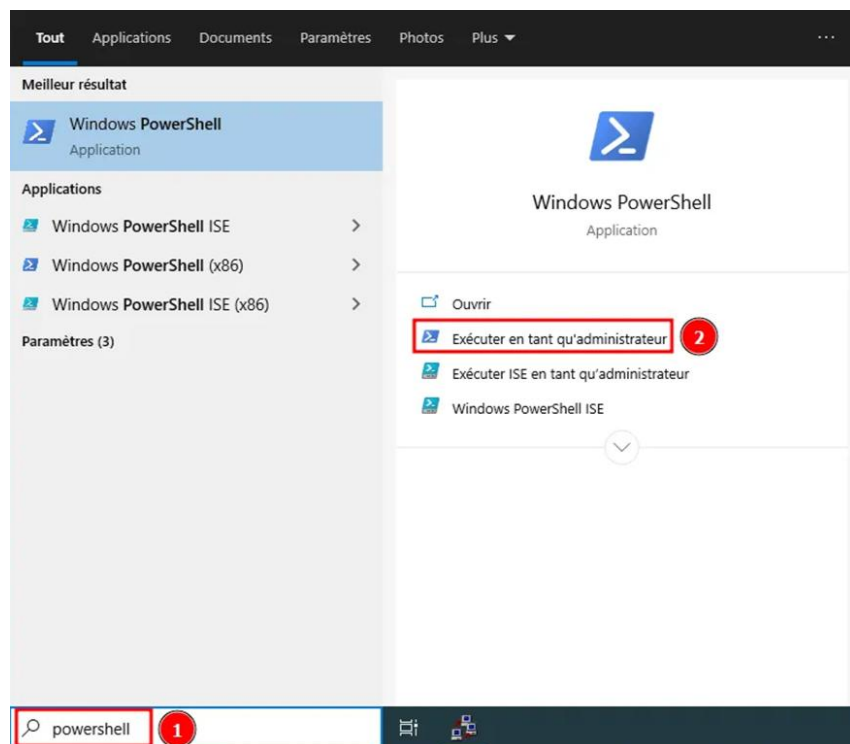 Tout Applications Documents Paramètres Photos Plus
Meilleur résultat
Windows PowerShell
Application
Applications
Windows PowerShell ISE
Windows PowerShell (x86)
Windows PowerShell ISE (x86)
Paramètres (3)
Windows PowerShell
Application
Ouvrir
Exécuter en tant qu'administrateur 2
Exécuter ISE en tant qu'administrateur
Windows PowerShell ISE
powershell 1